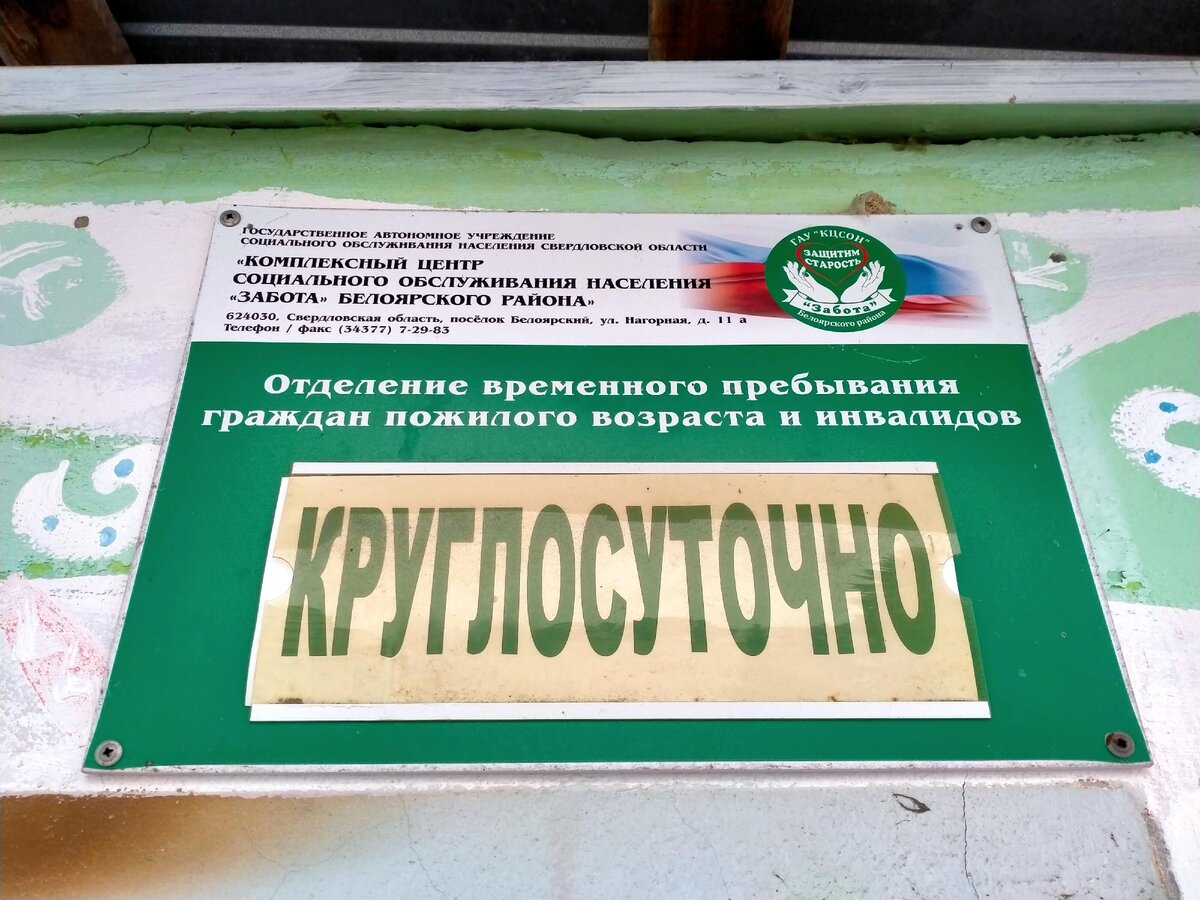 ГОСУДАРСТВЕННОЕ АВТОНОМНОЕ УЧРЕЖДЕНИЕ
СОЦИАЛЬНОГО ОБСЛУЖИВАНИЯ НАСЕЛЕНИЯ СВЕРДЛОВСКОЙ ОБЛАСТИ
«КОМПЛЕКСНЫЙ ЦЕНТР
СОЦИАЛЬНОГО ОБСЛУЖИВАНИЯ НАСЕЛЕНИЯ
«ЗАБОТА» БЕЛОЯРСКОГО РАЙОНА»
624030, Свердловская область, посёлок Белоярский, ул. Нагорная, д. 11 а
Телефон / факс (34377) 7-29-83
ГАУ "КЦСОН"
ЗАЩИТИМ
СТАРОСТЬ
"Забота"
Белоярского района
Отделение временного пребывания
граждан пожилого возраста и инвалидов
КРУГЛОСУТОЧНО